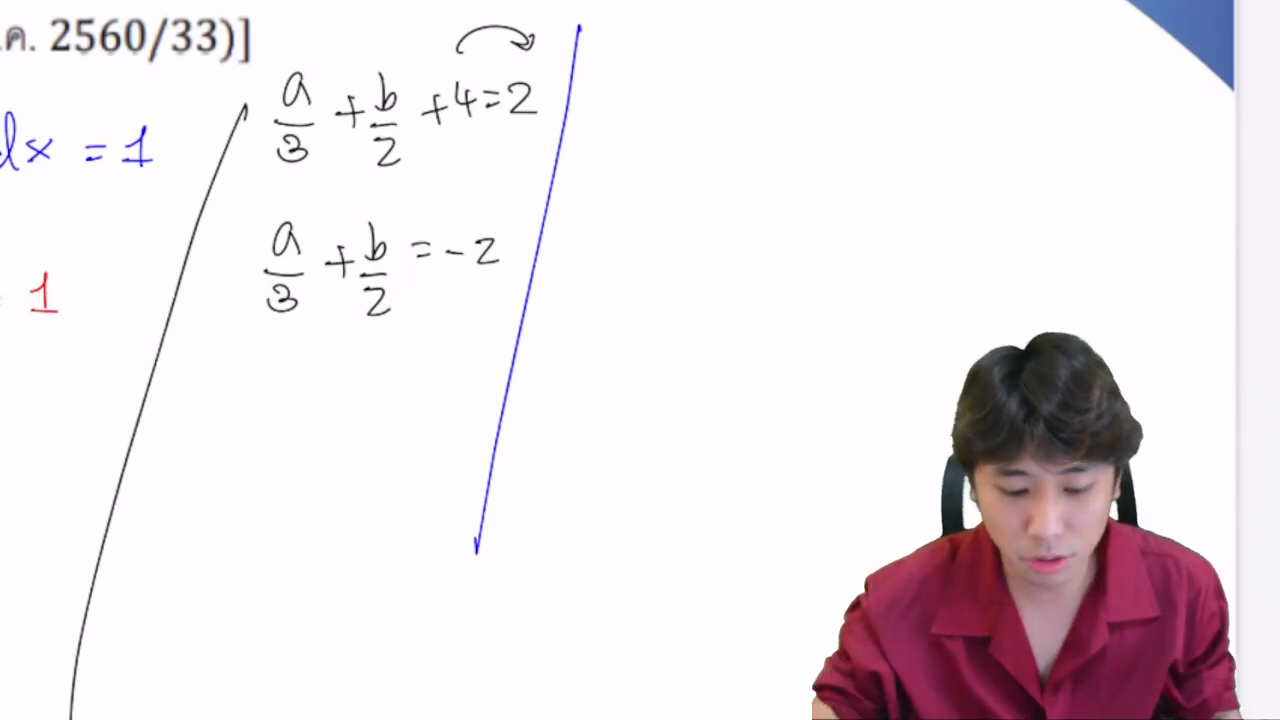 ค. 2560/33)]
a/3 + b/2 + 4 = 2
dx = 1
a/3 + b/2 = -2
= 1